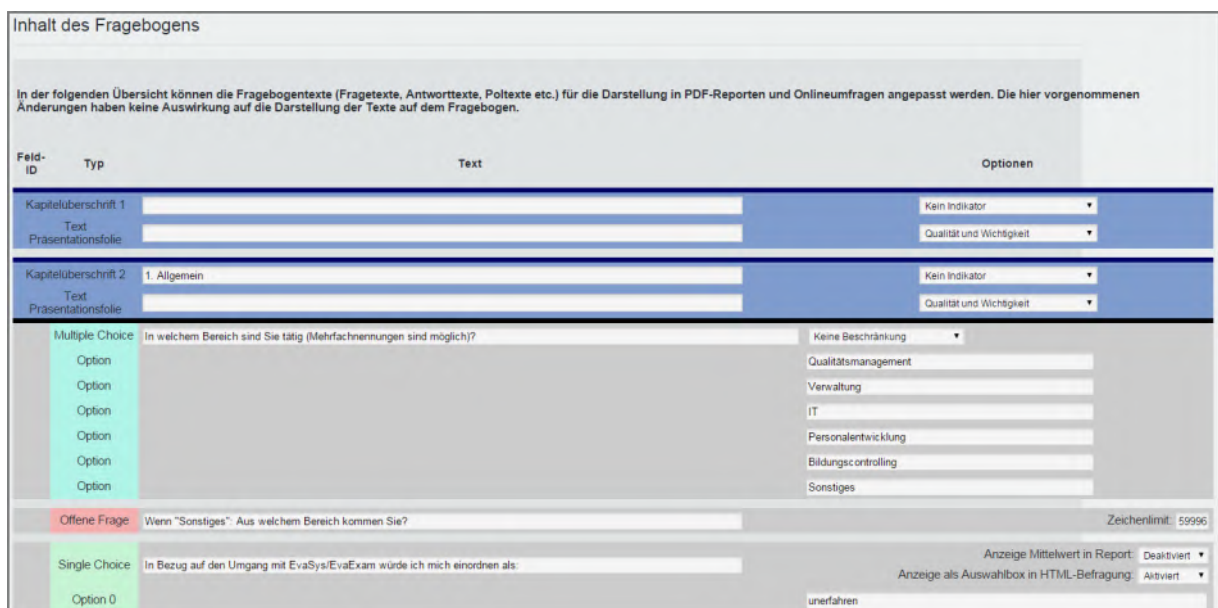 Inhalt des Fragebogens
In der folgenden Übersicht können die Fragebogentexte (Fragetexte, Antworttexte, Poltexte etc.) für die Darstellung in PDF-Reporten und Onlineumfragen angepasst werden. Die hier vorgenommenen
Änderungen haben keine Auswirkung auf die Darstellung der Texte auf dem Fragebogen.
Feld-
ID Typ Text Optionen
Kapitelüberschrift 1 Kein Indikator
Text
Präsentationsfolie Qualität und Wichtigkeit
Kapitelüberschrift 2 1. Allgemein Kein Indikator
Text
Präsentationsfolie Qualität und Wichtigkeit
Multiple Choice In welchem Bereich sind Sie tätig (Mehrfachnennungen sind möglich)? Keine Beschränkung
Option Qualitätsmanagement
Option Verwaltung
Option IT
Option Personalentwicklung
Option Bildungscontrolling
Option Sonstiges
Offene Frage Wenn "Sonstiges": Aus welchem Bereich kommen Sie? Zeichenlimit: 59996
Anzeige Mittelwert in Report: Deaktiviert
Single Choice In Bezug auf den Umgang mit EvaSys/EvaExam würde ich mich einordnen als:
Anzeige als Auswahlbox in HTML-Befragung: Aktiviert
Option 0 unerfahren